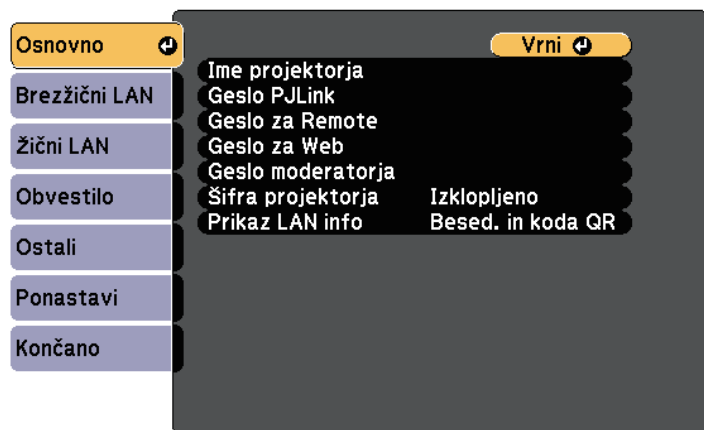 Osnovno
Brezžični LAN
Žični LAN
Obvestilo
Ostali
Ponastavi
Končano
Vrni
Ime projektorja
Geslo PJLink
Geslo za Remote
Geslo za Web
Geslo moderatorja
Šifra projektorja Izklopljeno
Prikaz LAN info Besed. in koda QR